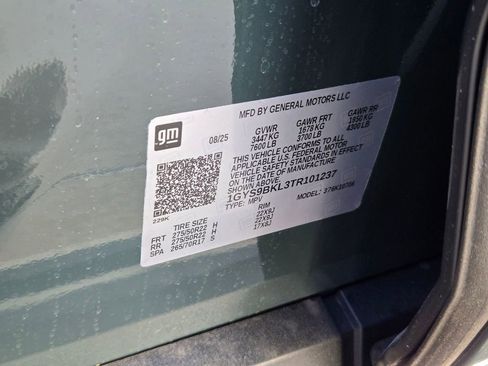 gm
MFD BY GENERAL MOTORS LLC
08/25 GVWR GAWR FRT GAWR RR
3447 KG 1678 KG 1950 KG
7600 LB 3700 LB 4300 LB
THIS VEHICLE CONFORMS TO ALL
APPLICABLE U.S. FEDERAL MOTOR
VEHICLE SAFETY STANDARDS IN EFFECT
ON THE DATE OF MANUFACTURE
SHOWN ABOVE.
1GYS9BKL3TR101237
229K MPV MODEL:
TIRE SIZE RIM
FRT 275/50R22 H 22X9J
RR 275/50R22 H 22X9J
SPA 265/70R17 S 17X8J